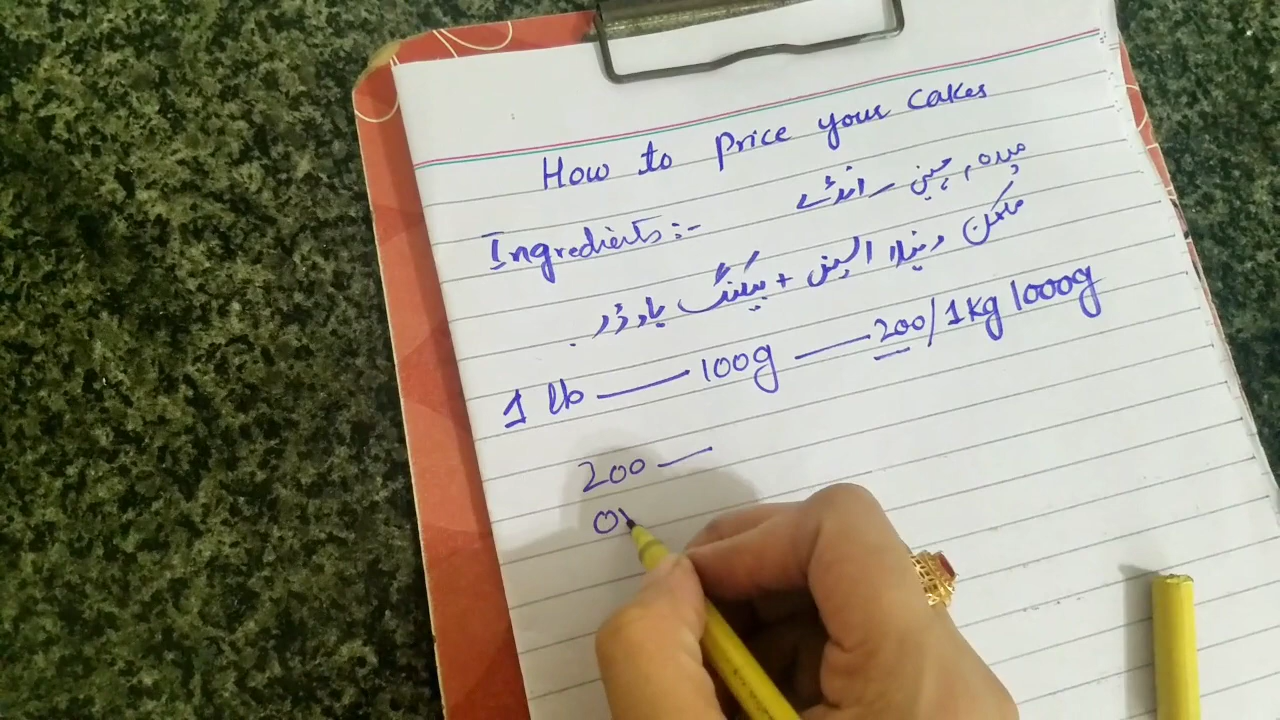 How to Price your cakes
Ingredients:- میدہ، چینی – انڈے
مکھن ونیلا ایسنس + بیکنگ پاوڈر.
1 lb — 100g — 200/1kg 1000g
200 —